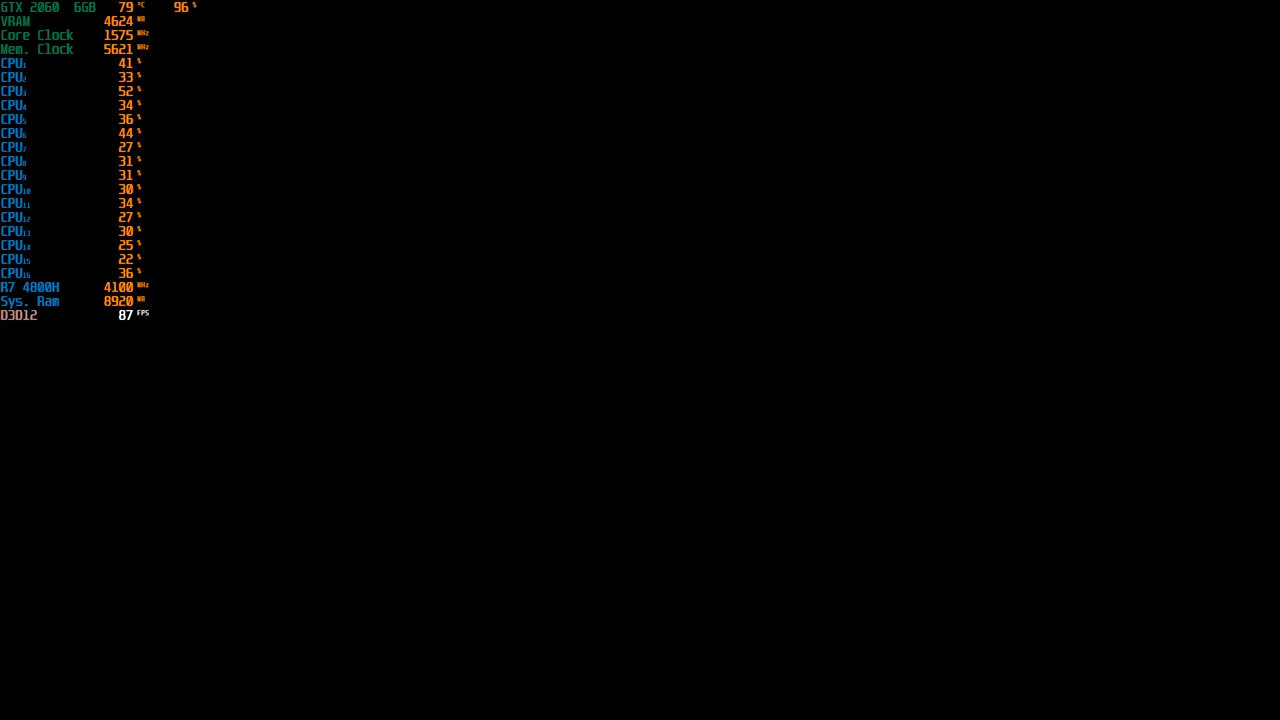 GTX 2060 6GB 79 °C 96 %
VRAM 4624 MB
Core Clock 1575 MHz
Mem. Clock 5621 MHz
CPU1 41 %
CPU2 33 %
CPU3 52 %
CPU4 34 %
CPU5 36 %
CPU6 44 %
CPU7 27 %
CPU8 31 %
CPU9 31 %
CPU10 30 %
CPU11 34 %
CPU12 27 %
CPU13 30 %
CPU14 25 %
CPU15 22 %
CPU16 36 %
R7 4800H 4100 MHz
Sys. Ram 8920 MB
D3D12 87 FPS